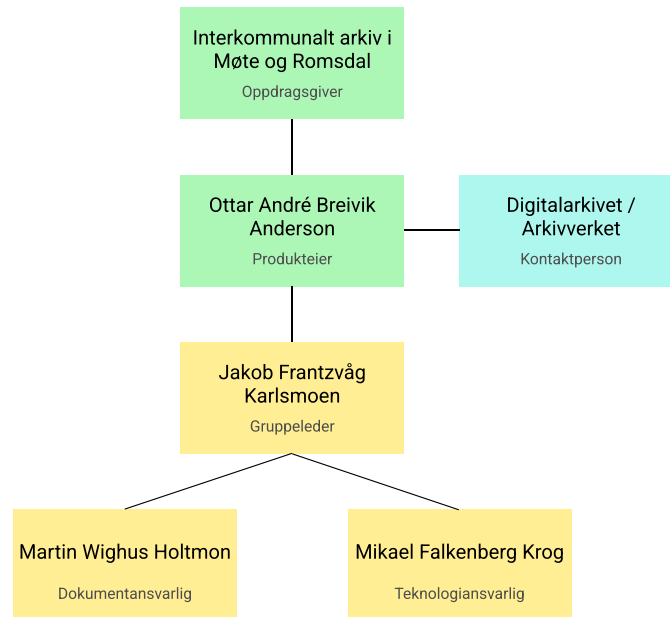 Interkommunalt arkiv i
Møte og Romsdal
Oppdragsgiver
Ottar André Breivik
Anderson
Produkteier
Digitalarkivet /
Arkivverket
Kontaktperson
Jakob Frantzvåg
Karlsmoen
Gruppeleder
Martin Wighus Holtmon
Dokumentansvarlig
Mikael Falkenberg Krog
Teknologiansvarlig